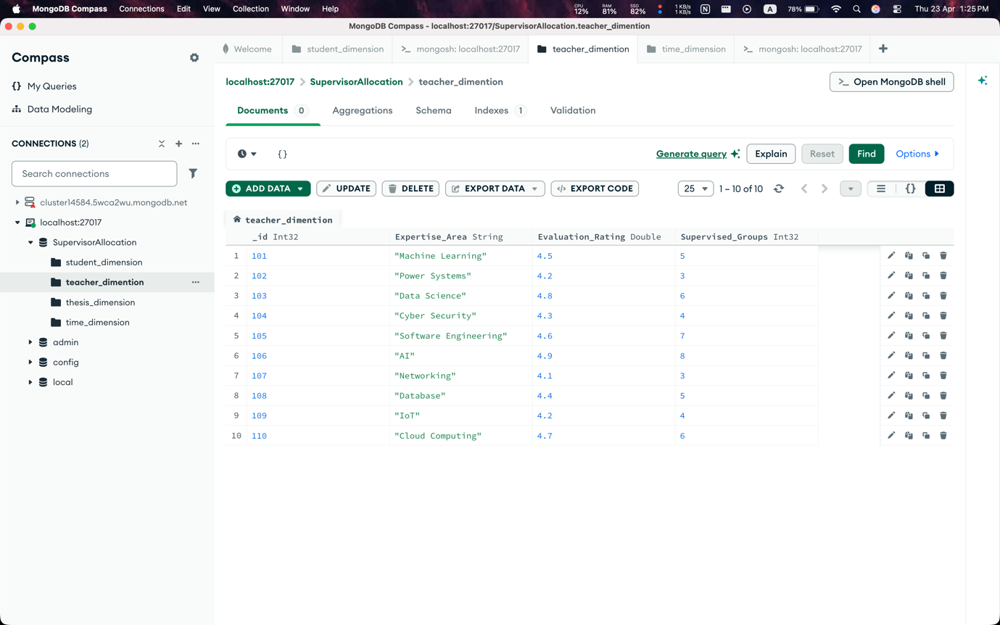 MongoDB Compass Connections Edit View Collection Window Help CPU 12% RAM 81% SSD 82% 1 KB/s 1 KB/s N A 78% Thu 23 Apr 1:25 PM
MongoDB Compass - localhost:27017/SupervisorAllocation.teacher_dimention
Compass
{} My Queries
Data Modeling
CONNECTIONS (2)
Search connections
cluster14584.5wca2wu.mongodb.net
localhost:27017
SupervisorAllocation
student_dimension
teacher_dimention
thesis_dimension
time_dimension
admin
config
local
Welcome student_dimension >_ mongosh: localhost:27017 teacher_dimention time_dimension >_ mongosh: localhost:27017 +
localhost:27017 > SupervisorAllocation > teacher_dimention >_ Open MongoDB shell
Documents 0 Aggregations Schema Indexes 1 Validation
{} Generate query Explain Reset Find Options
ADD DATA UPDATE DELETE EXPORT DATA </> EXPORT CODE 25 1 – 10 of 10 {}
teacher_dimention
_id Int32 Expertise_Area String Evaluation_Rating Double Supervised_Groups Int32
1 101 "Machine Learning" 4.5 5
2 102 "Power Systems" 4.2 3
3 103 "Data Science" 4.8 6
4 104 "Cyber Security" 4.3 4
5 105 "Software Engineering" 4.6 7
6 106 "AI" 4.9 8
7 107 "Networking" 4.1 3
8 108 "Database" 4.4 5
9 109 "IoT" 4.2 4
10 110 "Cloud Computing" 4.7 6